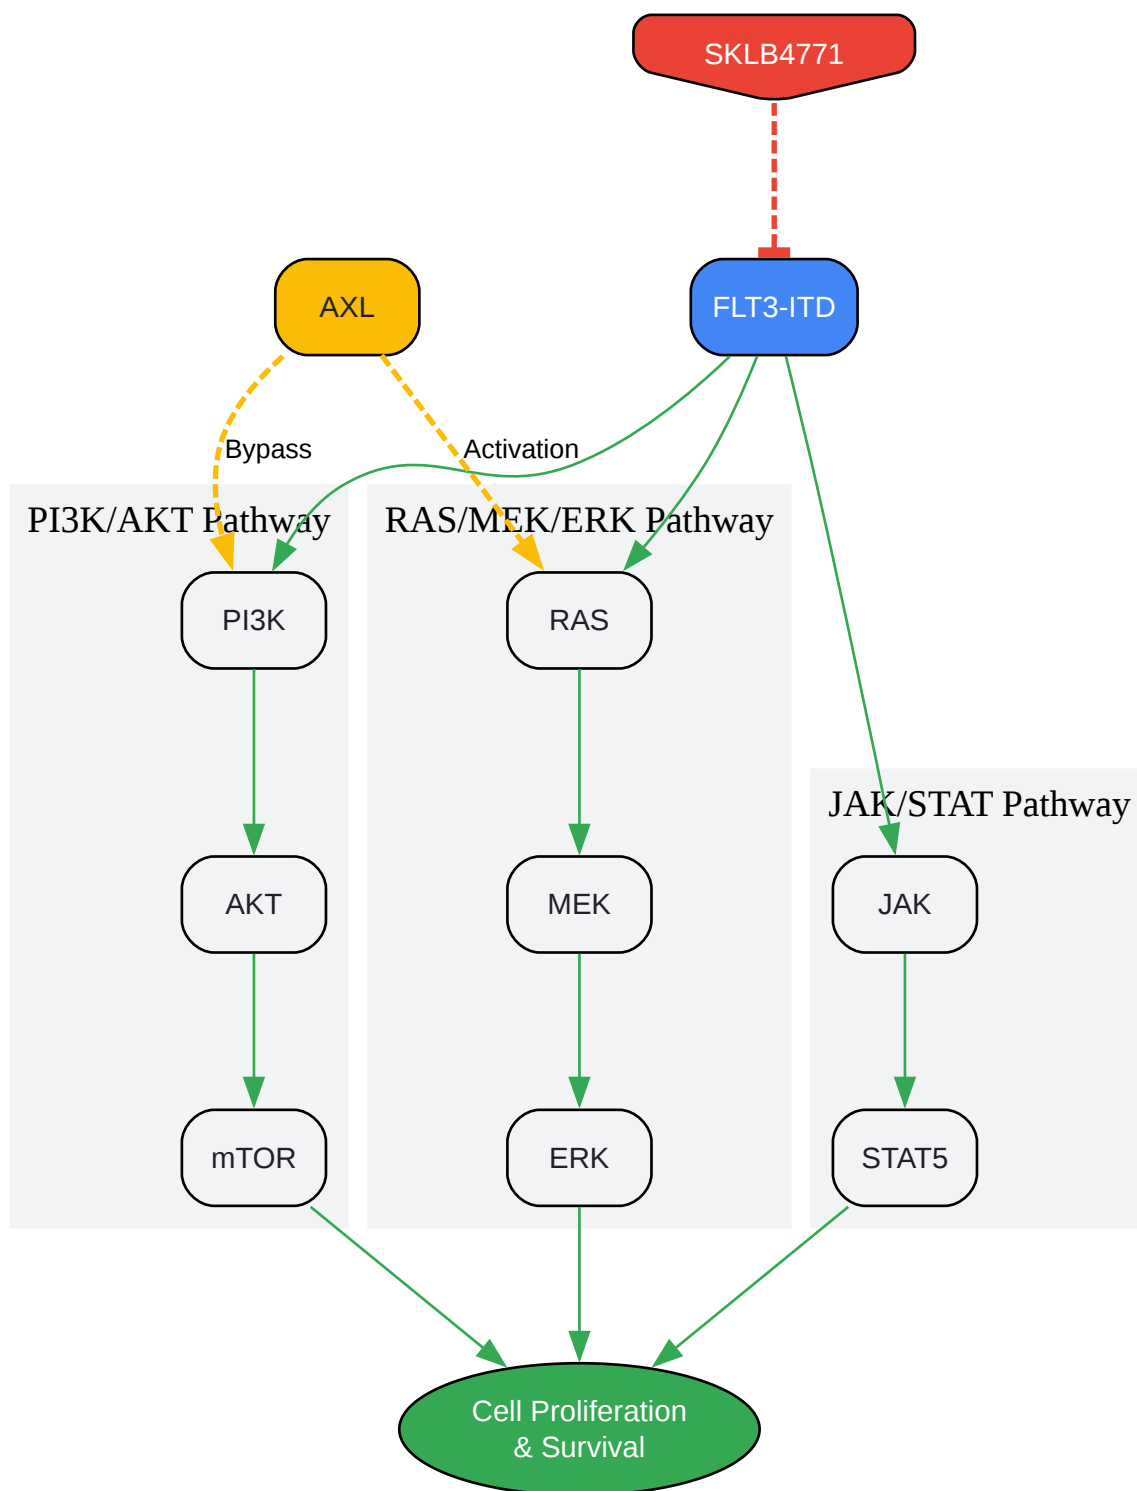 SKLB4771
AXL
FLT3-ITD
Bypass
Activation
PI3K/AKT Pathway
RAS/MEK/ERK Pathway
PI3K
RAS
JAK/STAT Pathway
AKT
MEK
JAK
mTOR
ERK
STAT5
Cell Proliferation
& Survival